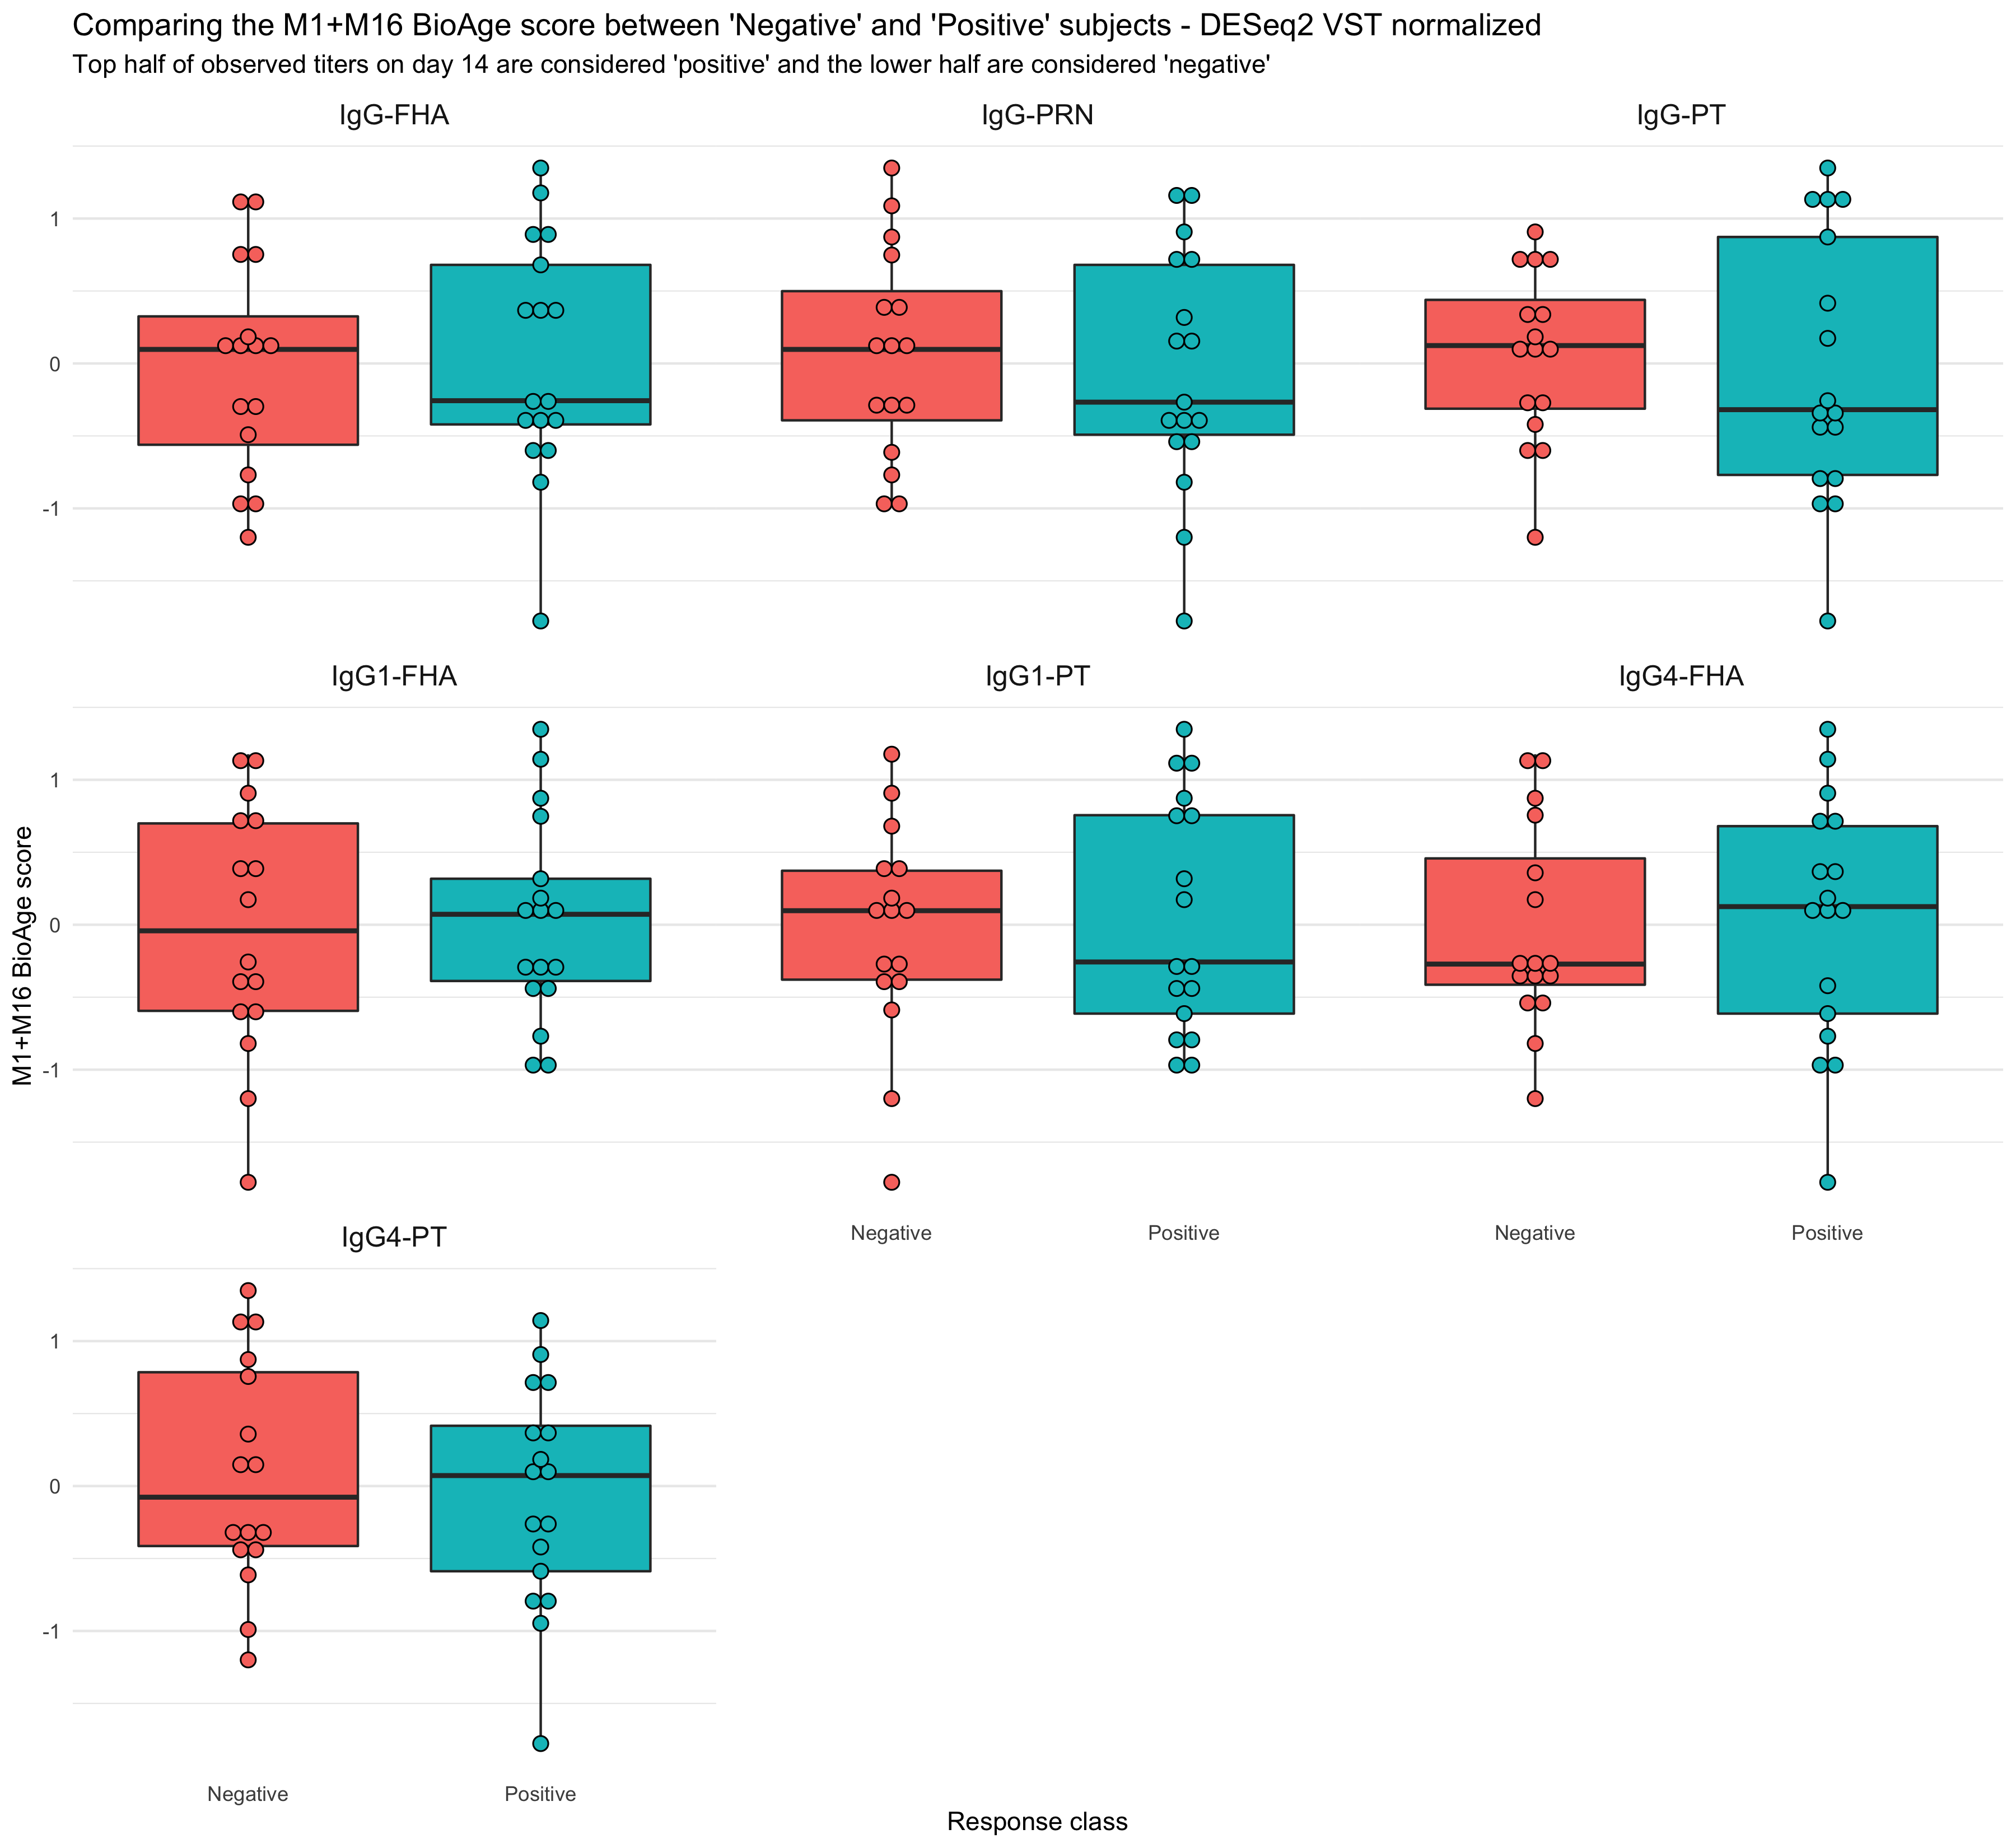 Comparing the M1+M16 BioAge score between 'Negative' and 'Positive' subjects - DESeq2 VST normalized
Top half of observed titers on day 14 are considered 'positive' and the lower half are considered 'negative'
IgG-FHA
IgG-PRN
IgG-PT
1
0
-1
IgG1-FHA
IgG1-PT
IgG4-FHA
1
0
-1
M1+M16 BioAge score
Negative
Positive
Negative
Positive
IgG4-PT
1
0
-1
Negative
Positive
Response class